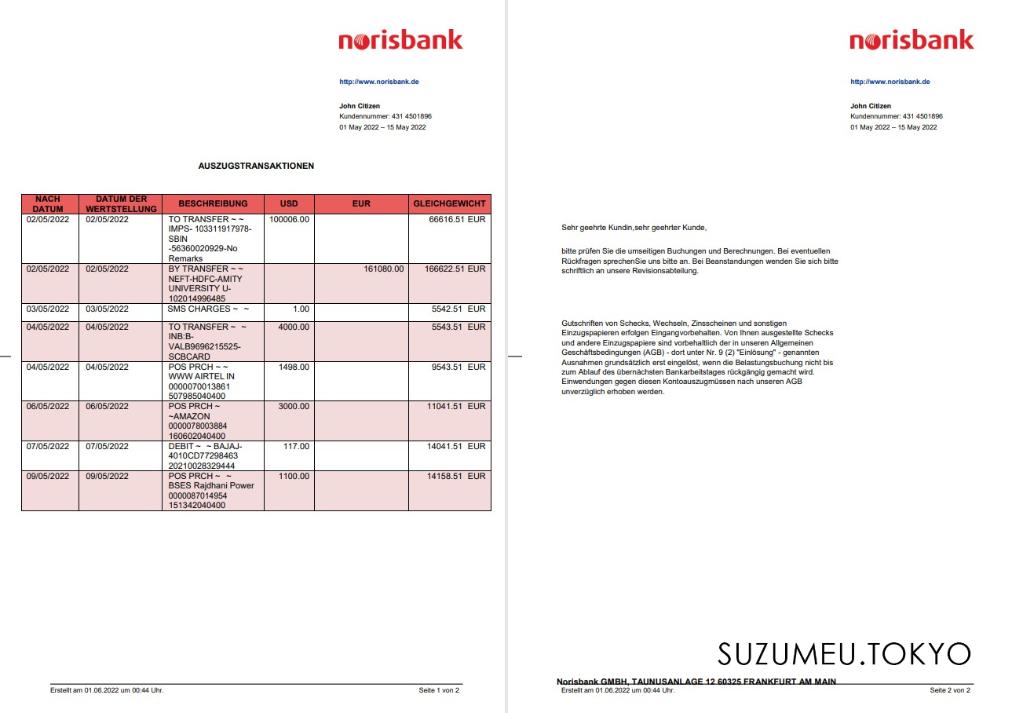 norisbank
http://www.norisbank.de
John Citizen
Kundennummer: 431 4501896
01 May 2022 – 15 May 2022
AUSZUGSTRANSAKTIONEN
NACH DATUM DATUM DER WERTSTELLUNG BESCHREIBUNG USD EUR GLEICHGEWICHT
02/05/2022 02/05/2022 TO TRANSFER ~ ~ 100006.00 66616.51 EUR
IMPS- 103311917978-
SBIN
-56360020929-No
Remarks
02/05/2022 02/05/2022 BY TRANSFER ~ ~ 161080.00 166622.51 EUR
NEFT-HDFC-AMITY
UNIVERSITY U-
102014996485
03/05/2022 03/05/2022 SMS CHARGES ~ ~ 1.00 5542.51 EUR
04/05/2022 04/05/2022 TO TRANSFER ~ ~ 4000.00 5543.51 EUR
INB:B-
VALB9696215525-
SCBCARD
04/05/2022 04/05/2022 POS PRCH ~ ~ 1498.00 9543.51 EUR
WWW AIRTEL IN
0000070013861
507985040400
06/05/2022 06/05/2022 POS PRCH ~ 3000.00 11041.51 EUR
~AMAZON
0000078003884
160602040400
07/05/2022 07/05/2022 DEBIT ~ ~ BAJAJ- 117.00 14041.51 EUR
4010CD77298463
20210028329444
09/05/2022 09/05/2022 POS PRCH ~ ~ 1100.00 14158.51 EUR
BSES Rajdhani Power
0000087014954
151342040400
Erstellt am 01.06.2022 um 00:44 Uhr. Seite 1 von 2
norisbank
http://www.norisbank.de
John Citizen
Kundennummer: 431 4501896
01 May 2022 – 15 May 2022
Sehr geehrte Kundin,sehr geehrter Kunde,
bitte prüfen Sie die umseitigen Buchungen und Berechnungen. Bei eventuellen
Rückfragen sprechenSie uns bitte an. Bei Beanstandungen wenden Sie sich bitte
schriftlich an unsere Revisionsabteilung.
Gutschriften von Schecks, Wechseln, Zinsscheinen und sonstigen
Einzugspapieren erfolgen Eingangvorbehalten. Von Ihnen ausgestellte Schecks
und andere Einzugspapiere sind vorbehaltlich der in unseren Allgemeinen
Geschäftsbedingungen (AGB) - dort unter Nr. 9 (2) "Einlösung" - genannten
Ausnahmen grundsätzlich erst eingelöst, wenn die Belastungsbuchung nicht bis
zum Ablauf des übernächsten Bankarbeitstages rückgängig gemacht wird.
Einwendungen gegen diesen Kontoauszugmüssen nach unseren AGB
unverzüglich erhoben werden.
SUZUMEU.TOKYO
Norisbank GMBH, TAUNUSANLAGE 12 60325 FRANKFURT AM MAIN
Erstellt am 01.06.2022 um 00:44 Uhr. Seite 2 von 2